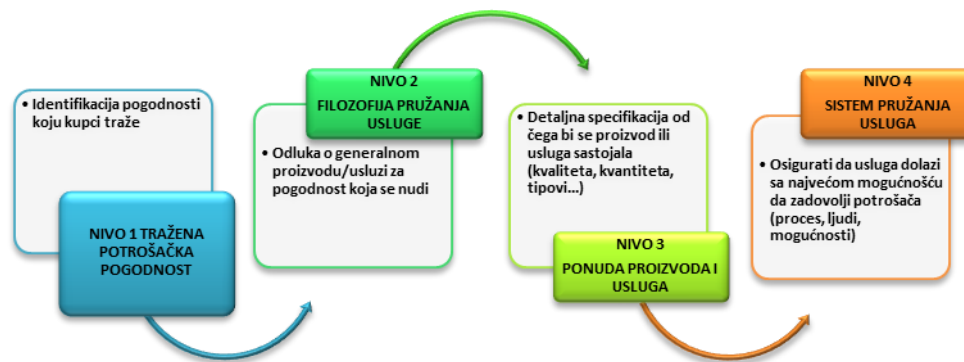 • Identifikacija pogodnosti
koju kupci traže
NIVO 1 TRAŽENA
POTROŠAČKA
POGODNOST
NIVO 2
FILOZOFIJA PRUŽANJA
USLUGE
• Odluka o generalnom
proizvodu/usluzi za
pogodnost koja se nudi
• Detaljna specifikacija od
čega bi se proizvod ili
usluga sastojala
(kvaliteta, kvantiteta,
tipovi...)
NIVO 3
PONUDA PROIZVODA I
USLUGA
NIVO 4
SISTEM PRUŽANJA
USLUGA
• Osigurati da usluga dolazi
sa najvećom mogućnošću
da zadovolji potrošača
(proces, ljudi,
mogućnosti)